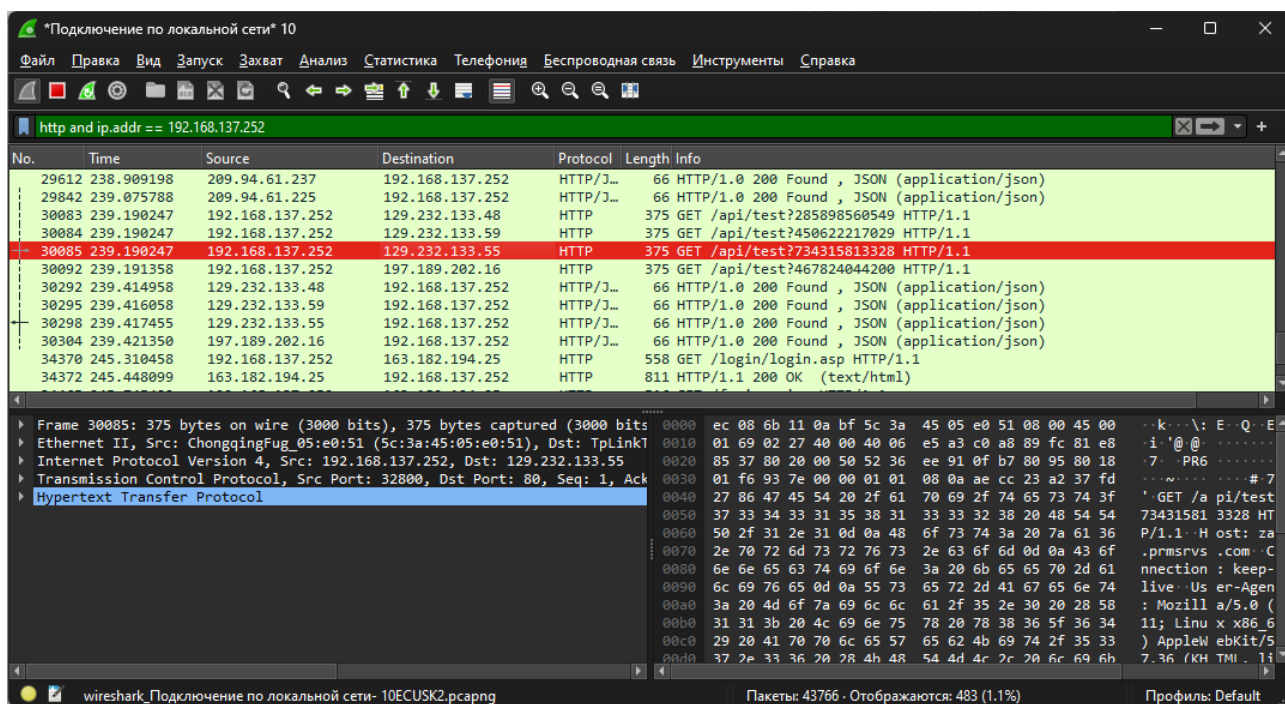 *Подключение по локальной сети* 10
Файл Правка Вид Запуск Захват Анализ Статистика Телефония Беспроводная связь Инструменты Справка
http and ip.addr == 192.168.137.252
No. Time Source Destination Protocol Length Info
29612 238.909198 209.94.61.237 192.168.137.252 HTTP/J… 66 HTTP/1.0 200 Found , JSON (application/json)
29842 239.075788 209.94.61.225 192.168.137.252 HTTP/J… 66 HTTP/1.0 200 Found , JSON (application/json)
30083 239.190247 192.168.137.252 129.232.133.48 HTTP 375 GET /api/test?285898560549 HTTP/1.1
30084 239.190247 192.168.137.252 129.232.133.59 HTTP 375 GET /api/test?450622217029 HTTP/1.1
30085 239.190247 192.168.137.252 129.232.133.55 HTTP 375 GET /api/test?734315813328 HTTP/1.1
30092 239.191358 192.168.137.252 197.189.202.16 HTTP 375 GET /api/test?467824044200 HTTP/1.1
30292 239.414958 129.232.133.48 192.168.137.252 HTTP/J… 66 HTTP/1.0 200 Found , JSON (application/json)
30295 239.416058 129.232.133.59 192.168.137.252 HTTP/J… 66 HTTP/1.0 200 Found , JSON (application/json)
30298 239.417455 129.232.133.55 192.168.137.252 HTTP/J… 66 HTTP/1.0 200 Found , JSON (application/json)
30304 239.421350 197.189.202.16 192.168.137.252 HTTP/J… 66 HTTP/1.0 200 Found , JSON (application/json)
34370 245.310458 192.168.137.252 163.182.194.25 HTTP 558 GET /login/login.asp HTTP/1.1
34372 245.448099 163.182.194.25 192.168.137.252 HTTP 811 HTTP/1.1 200 OK (text/html)
Frame 30085: 375 bytes on wire (3000 bits), 375 bytes captured (3000 bits
Ethernet II, Src: ChongqingFug_05:e0:51 (5c:3a:45:05:e0:51), Dst: TpLinkT
Internet Protocol Version 4, Src: 192.168.137.252, Dst: 129.232.133.55
Transmission Control Protocol, Src Port: 32800, Dst Port: 80, Seq: 1, Ack
Hypertext Transfer Protocol
0000 ec 08 6b 11 0a bf 5c 3a 45 05 e0 51 08 00 45 00 ··k···\: E··Q··E
0010 01 69 02 27 40 00 40 06 e5 a3 c0 a8 89 fc 81 e8 ·i·'@·@· ·······
0020 85 37 80 20 00 50 52 36 ee 91 0f b7 80 95 80 18 ·7· ·PR6 ·······
0030 01 f6 93 7e 00 00 01 01 08 0a ae cc 23 a2 37 fd ···~···· ····#·7
0040 27 86 47 45 54 20 2f 61 70 69 2f 74 65 73 74 3f '·GET /a pi/test
0050 37 33 34 33 31 35 38 31 33 33 32 38 20 48 54 54 73431581 3328 HT
0060 50 2f 31 2e 31 0d 0a 48 6f 73 74 3a 20 7a 61 36 P/1.1··H ost: za
0070 2e 70 72 6d 73 72 76 73 2e 63 6f 6d 0d 0a 43 6f .prmsrvs .com··C
0080 6e 6e 65 63 74 69 6f 6e 3a 20 6b 65 65 70 2d 61 nnection : keep-
0090 6c 69 76 65 0d 0a 55 73 65 72 2d 41 67 65 6e 74 live··Us er-Agen
00a0 3a 20 4d 6f 7a 69 6c 6c 61 2f 35 2e 30 20 28 58 : Mozill a/5.0 (
00b0 31 31 3b 20 4c 69 6e 75 78 20 78 38 36 5f 36 34 11; Linu x x86_6
00c0 29 20 41 70 70 6c 65 57 65 62 4b 69 74 2f 35 33 ) AppleW ebKit/5
00d0 37 2e 33 36 20 28 4b 48 54 4d 4c 2c 20 6c 69 6b 7.36 (KH TML, li
wireshark_Подключение по локальной сети- 10ECUSK2.pcapng Пакеты: 43766 · Отображаются: 483 (1.1%) Профиль: Default